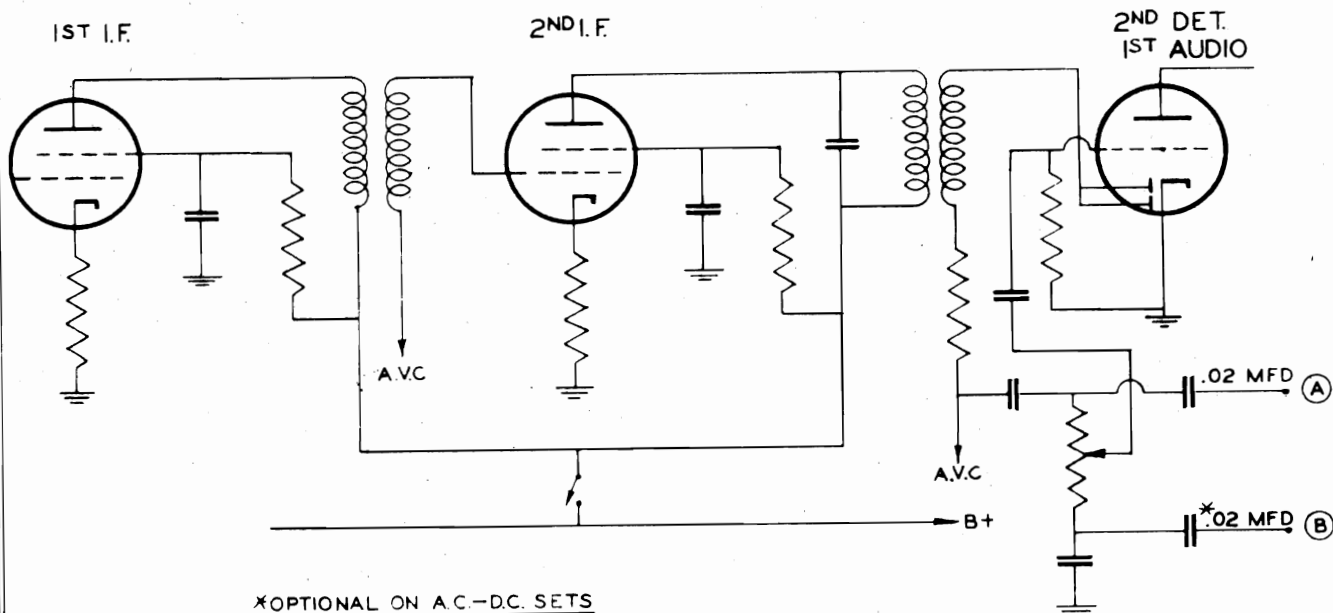 1ST I.F.
2ND I.F.
2ND DET.
1ST AUDIO
A.V.C
.02 MFD A
A.V.C
B+
*.02 MFD B
*OPTIONAL ON A.C.-D.C. SETS